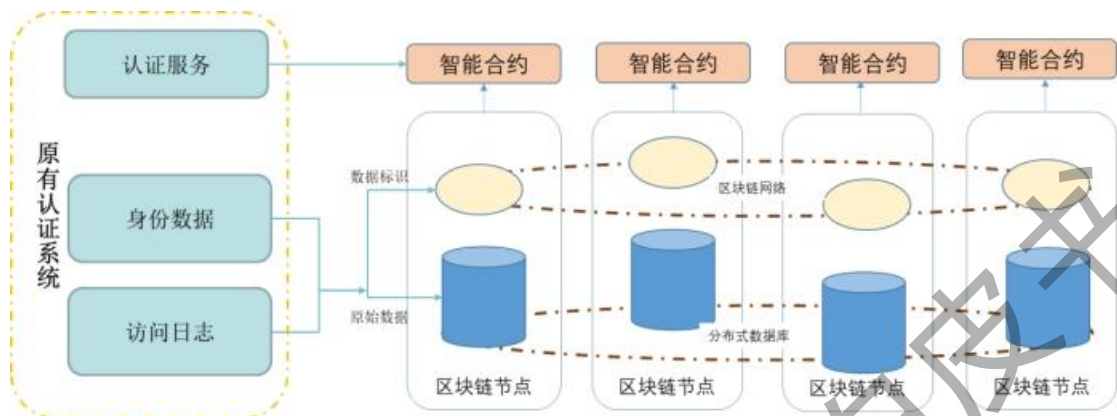 原有认证系统
认证服务
身份数据
访问日志
智能合约
智能合约
智能合约
智能合约
数据标识
原始数据
区块链网络
分布式数据库
区块链节点
区块链节点
区块链节点
区块链节点
皮书